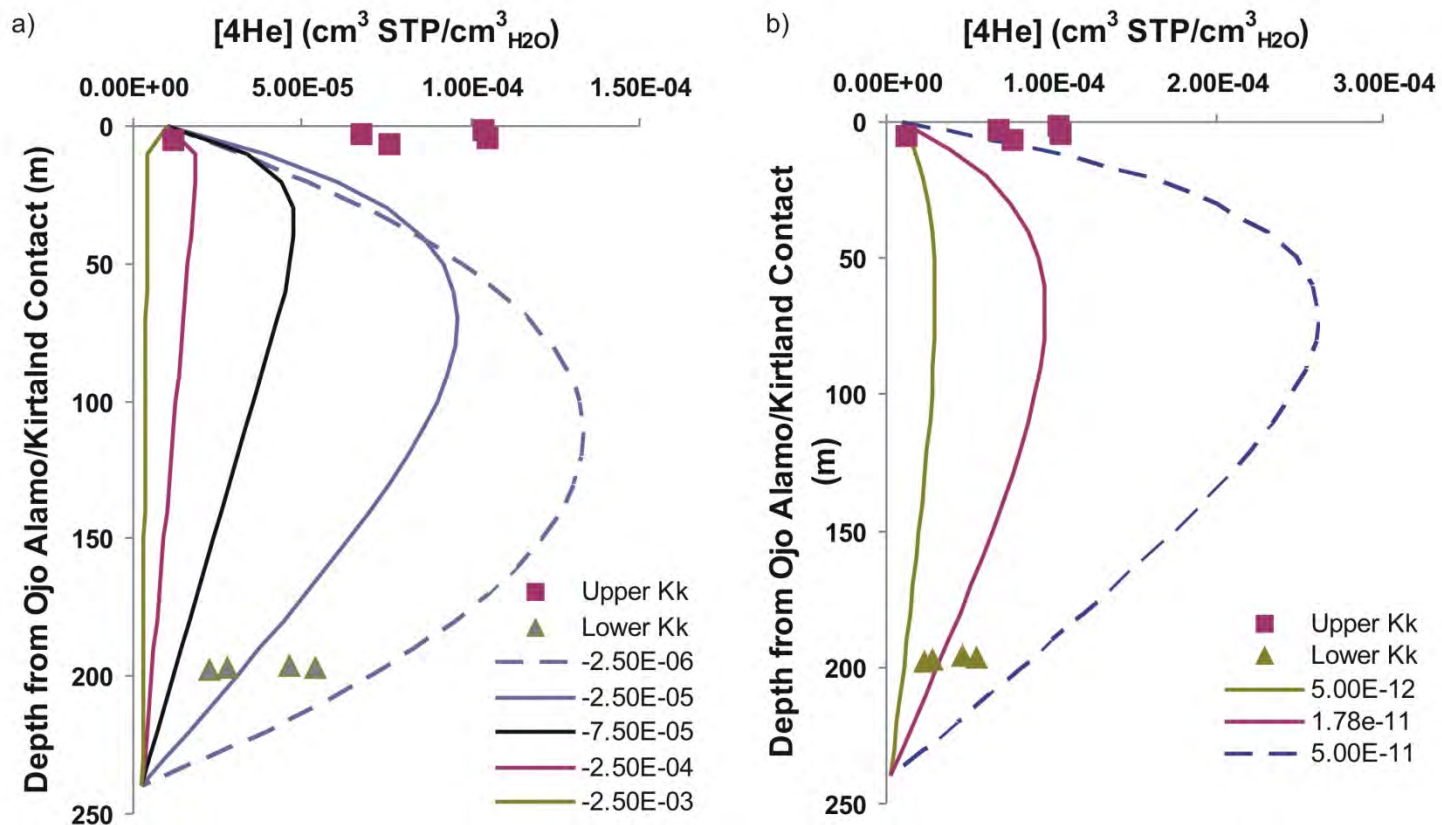 a)
[4He] (cm³ STP/cm³H2O)
0.00E+00 5.00E-05 1.00E-04 1.50E-04
0
50
100
150
200
250
Depth from Ojo Alamo/Kirtalnd Contact (m)
Upper Kk
Lower Kk
-2.50E-06
-2.50E-05
-7.50E-05
-2.50E-04
-2.50E-03
b)
[4He] (cm³ STP/cm³H2O)
0.00E+00 1.00E-04 2.00E-04 3.00E-04
0
50
100
150
200
250
Depth from Ojo Alamo/Kirtland Contact
(m)
Upper Kk
Lower Kk
5.00E-12
1.78e-11
5.00E-11